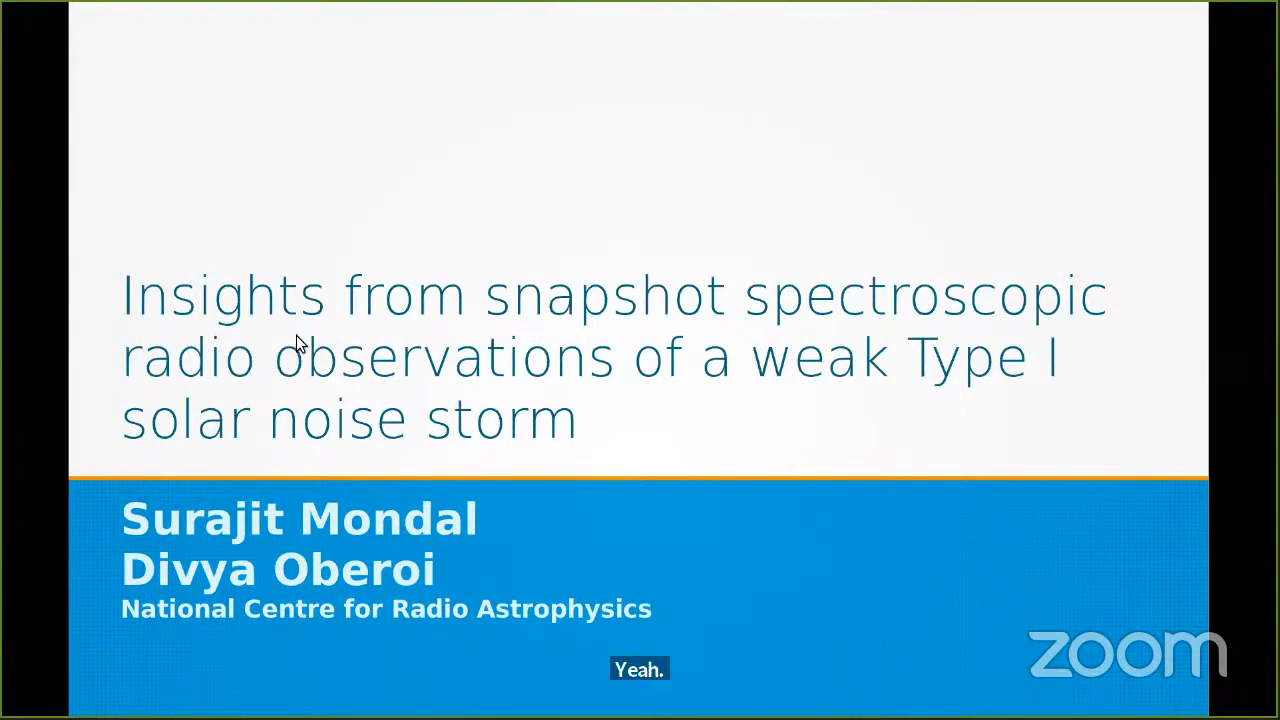 Insights from snapshot spectroscopic
radio observations of a weak Type I
solar noise storm
Surajit Mondal
Divya Oberoi
National Centre for Radio Astrophysics
zoom
Yeah.